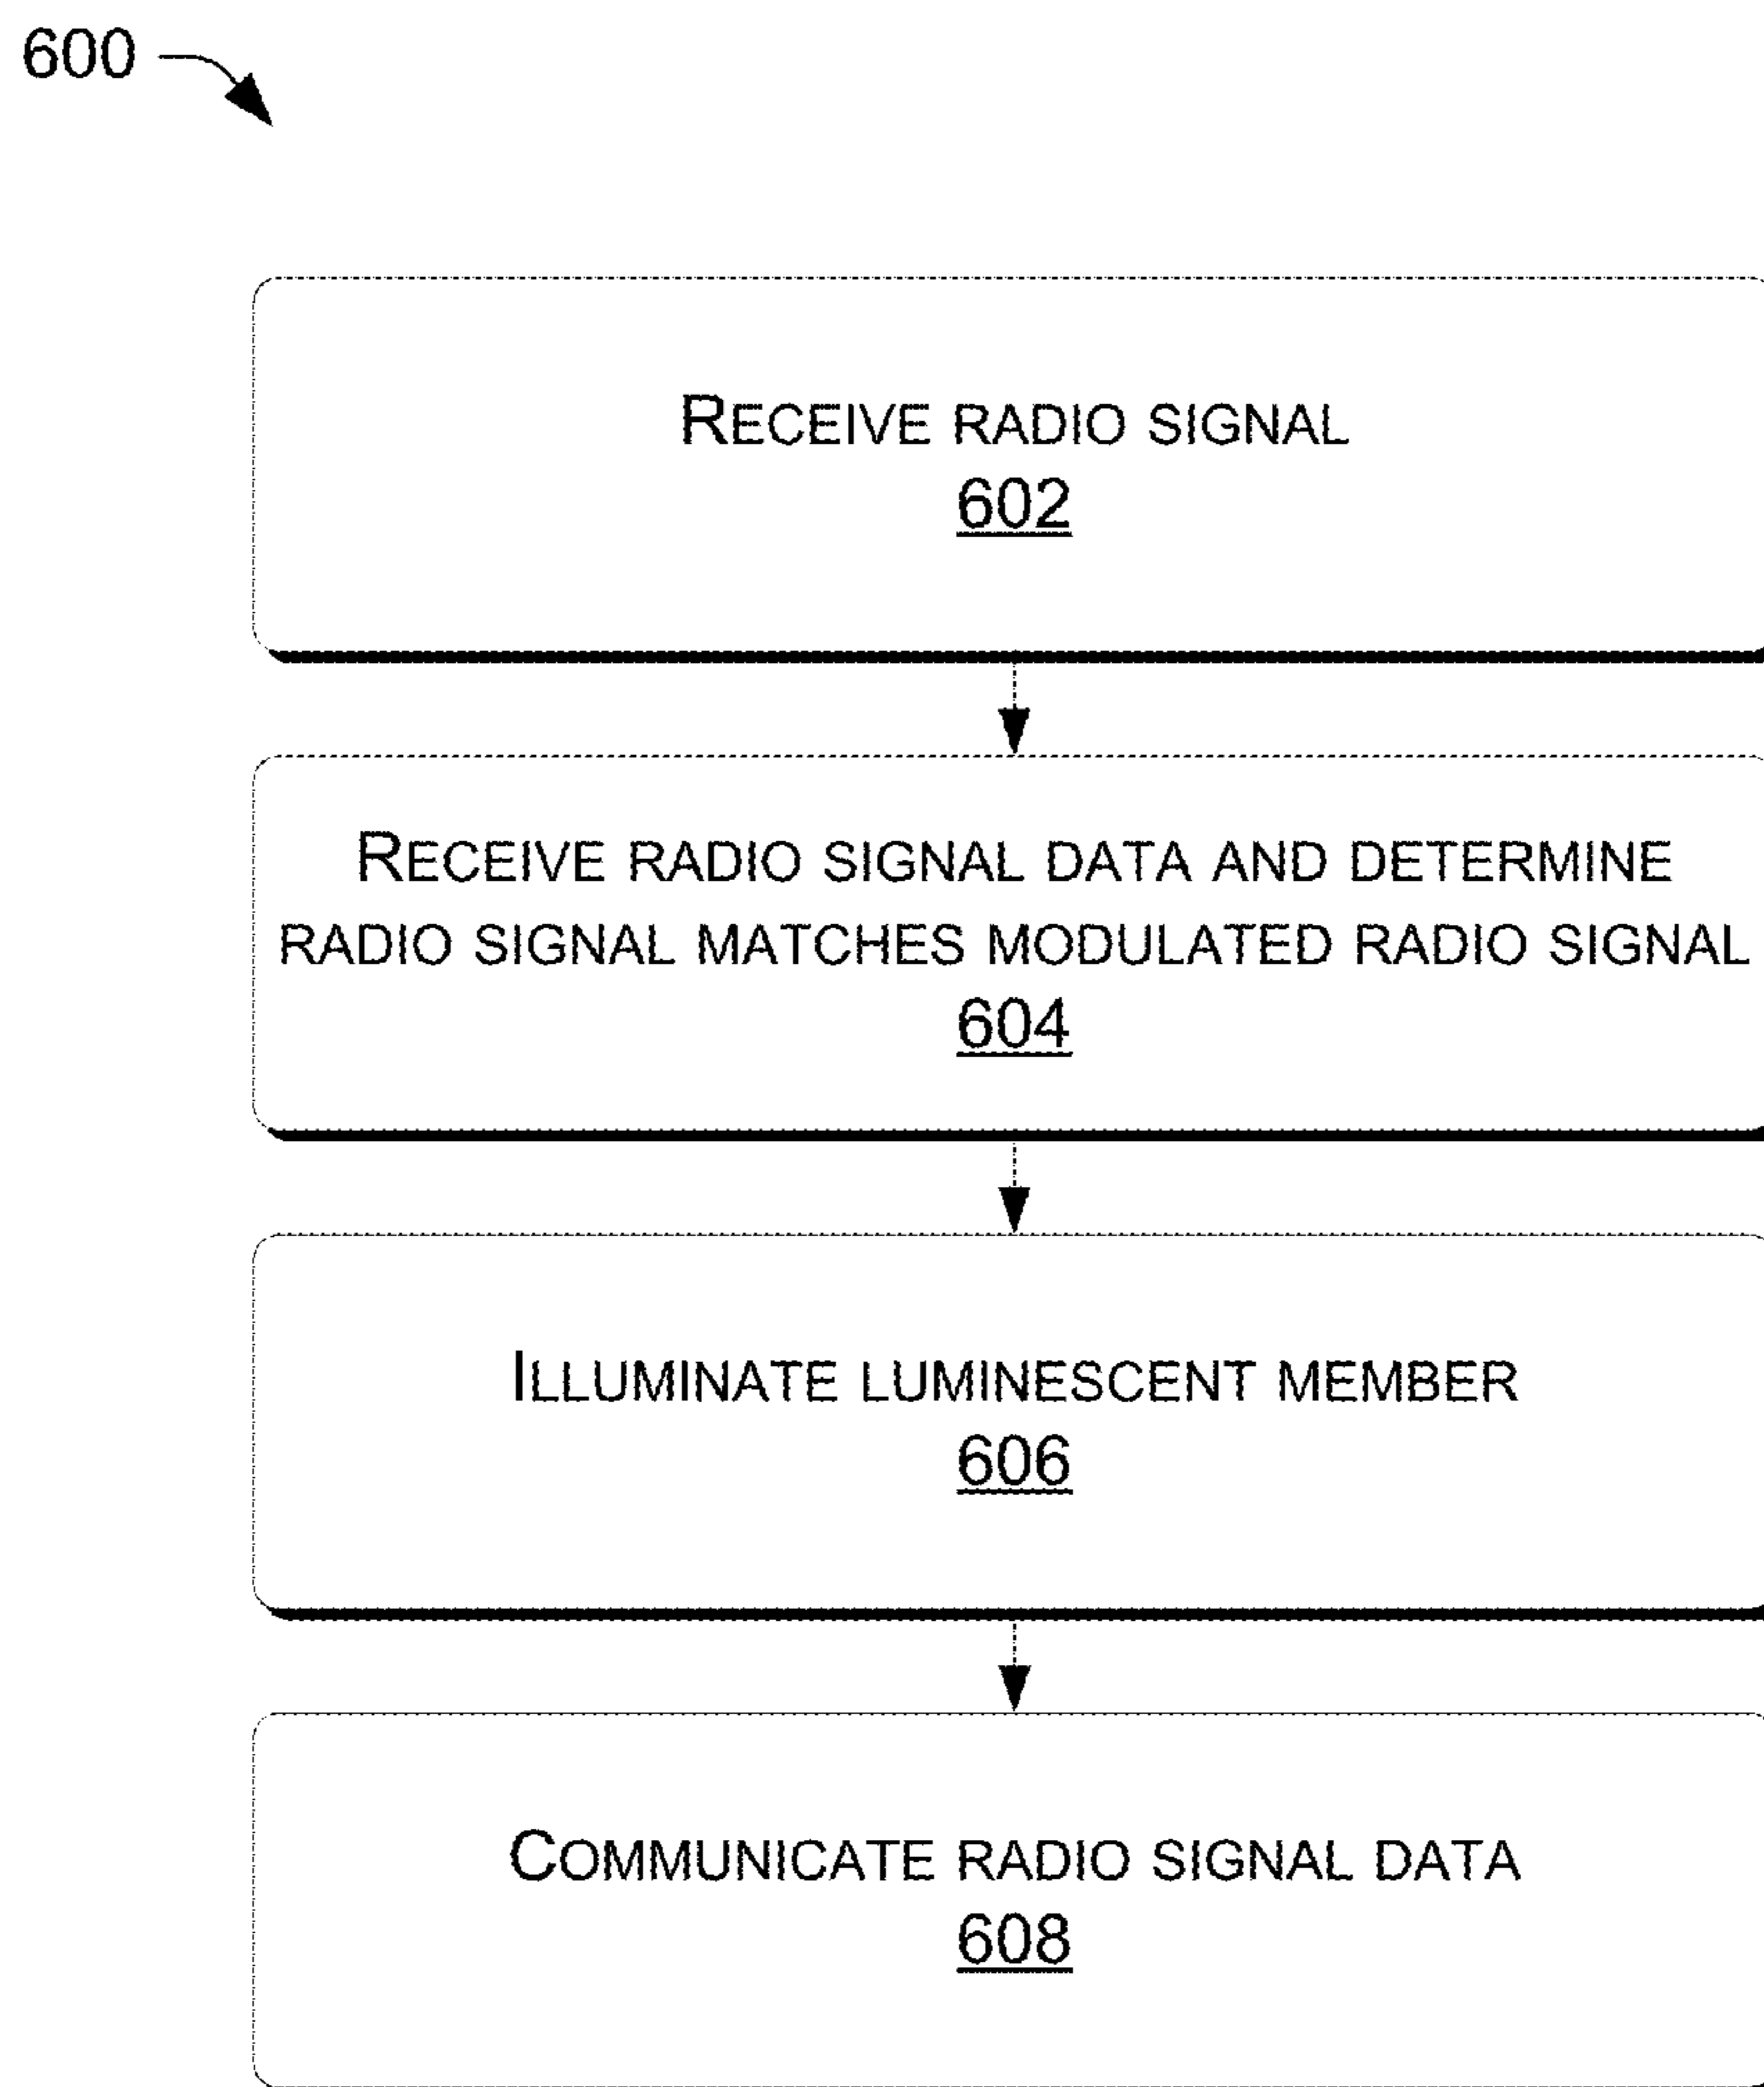 600
RECEIVE RADIO SIGNAL
602
RECEIVE RADIO SIGNAL DATA AND DETERMINE
RADIO SIGNAL MATCHES MODULATED RADIO SIGNAL
604
ILLUMINATE LUMINESCENT MEMBER
606
COMMUNICATE RADIO SIGNAL DATA
608